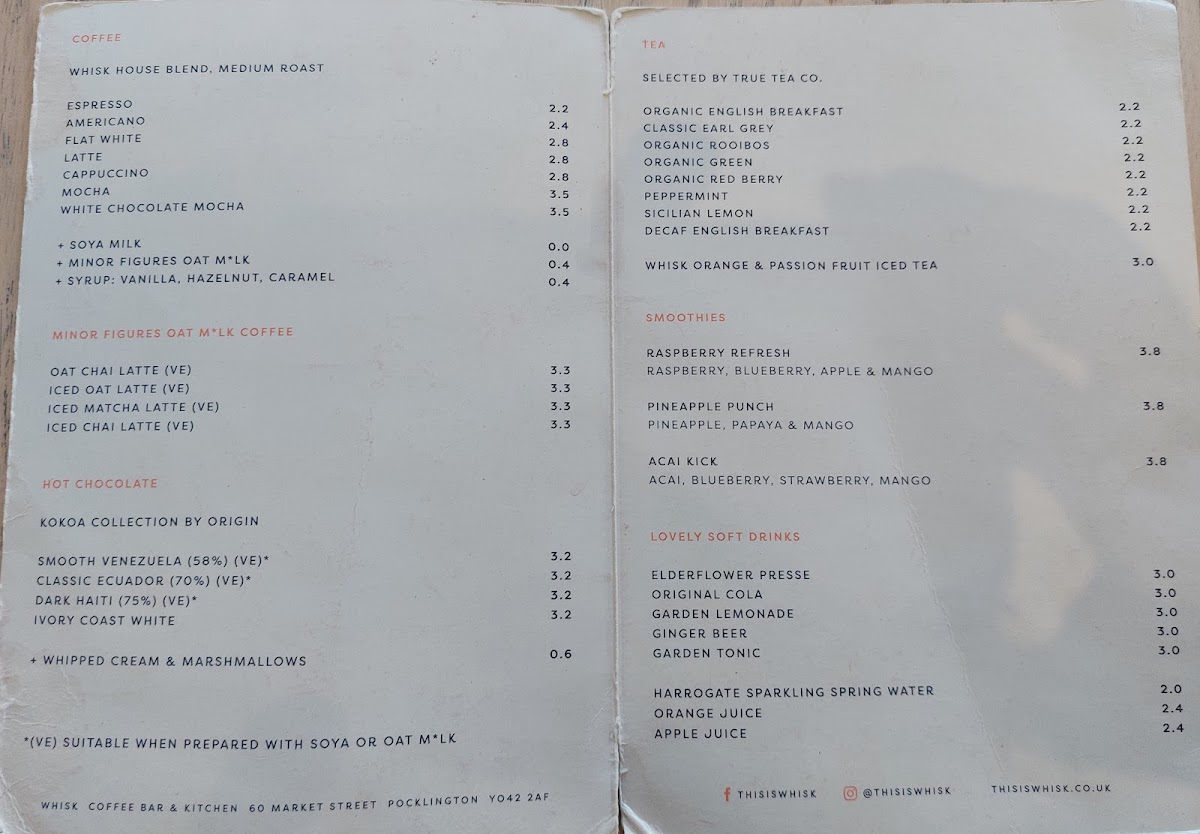 COFFEE
WHISK HOUSE BLEND, MEDIUM ROAST
ESPRESSO 2.2
AMERICANO 2.4
FLAT WHITE 2.8
LATTE 2.8
CAPPUCCINO 2.8
MOCHA 3.5
WHITE CHOCOLATE MOCHA 3.5
+ SOYA MILK 0.0
+ MINOR FIGURES OAT M*LK 0.4
+ SYRUP: VANILLA, HAZELNUT, CARAMEL 0.4
MINOR FIGURES OAT M*LK COFFEE
OAT CHAI LATTE (VE) 3.3
ICED OAT LATTE (VE) 3.3
ICED MATCHA LATTE (VE) 3.3
ICED CHAI LATTE (VE) 3.3
HOT CHOCOLATE
KOKOA COLLECTION BY ORIGIN
SMOOTH VENEZUELA (58%) (VE)* 3.2
CLASSIC ECUADOR (70%) (VE)* 3.2
DARK HAITI (75%) (VE)* 3.2
IVORY COAST WHITE 3.2
+ WHIPPED CREAM & MARSHMALLOWS 0.6
*(VE) SUITABLE WHEN PREPARED WITH SOYA OR OAT M*LK
WHISK COFFEE BAR & KITCHEN 60 MARKET STREET POCKLINGTON YO42 2AF
TEA
SELECTED BY TRUE TEA CO.
ORGANIC ENGLISH BREAKFAST 2.2
CLASSIC EARL GREY 2.2
ORGANIC ROOIBOS 2.2
ORGANIC GREEN 2.2
ORGANIC RED BERRY 2.2
PEPPERMINT 2.2
SICILIAN LEMON 2.2
DECAF ENGLISH BREAKFAST 2.2
WHISK ORANGE & PASSION FRUIT ICED TEA 3.0
SMOOTHIES
RASPBERRY REFRESH 3.8
RASPBERRY, BLUEBERRY, APPLE & MANGO
PINEAPPLE PUNCH 3.8
PINEAPPLE, PAPAYA & MANGO
ACAI KICK 3.8
ACAI, BLUEBERRY, STRAWBERRY, MANGO
LOVELY SOFT DRINKS
ELDERFLOWER PRESSE 3.0
ORIGINAL COLA 3.0
GARDEN LEMONADE 3.0
GINGER BEER 3.0
GARDEN TONIC 3.0
HARROGATE SPARKLING SPRING WATER 2.0
ORANGE JUICE 2.4
APPLE JUICE 2.4
THISISWHISK @THISISWHISK THISISWHISK.CO.UK